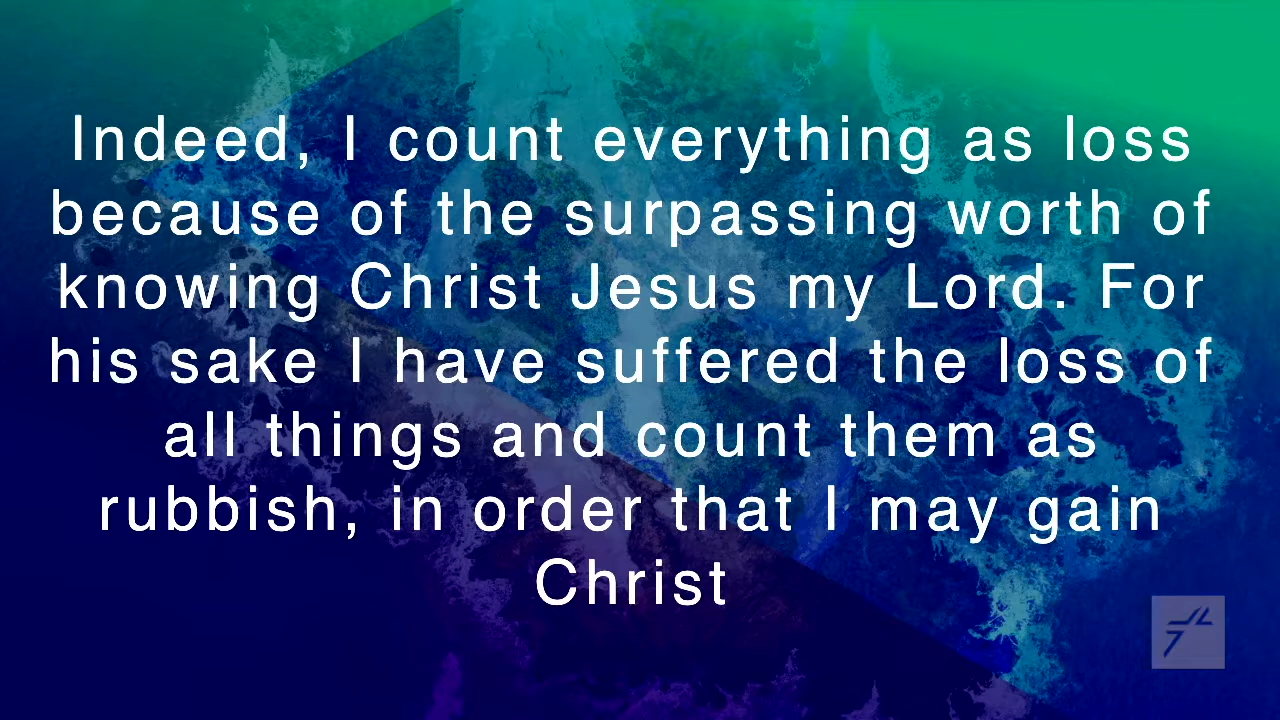 Indeed, I count everything as loss
because of the surpassing worth of
knowing Christ Jesus my Lord. For
his sake I have suffered the loss of
all things and count them as
rubbish, in order that I may gain
Christ